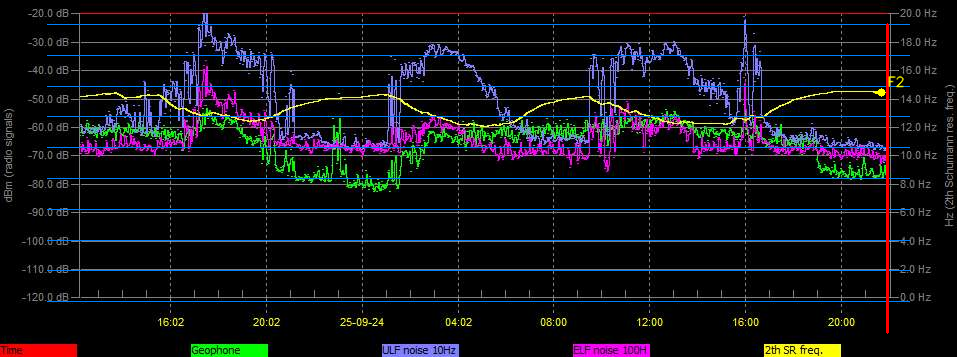 -20.0 dB 20.0 Hz
-30.0 dB 18.0 Hz
-40.0 dB 16.0 Hz
F2
-50.0 dB 14.0 Hz
-60.0 dB 12.0 Hz
-70.0 dB 10.0 Hz
-80.0 dB 8.0 Hz
-90.0 dB 6.0 Hz
-100.0 dB 4.0 Hz
-110.0 dB 2.0 Hz
-120.0 dB 0.0 Hz
dBm (radio signals)
Hz (2th Schumann res. freq.)
16:02 20:02 25-09-24 04:02 08:00 12:00 16:00 20:00
Time Geophone ULF noise 10Hz ELF noise 100H 2th SR freq.